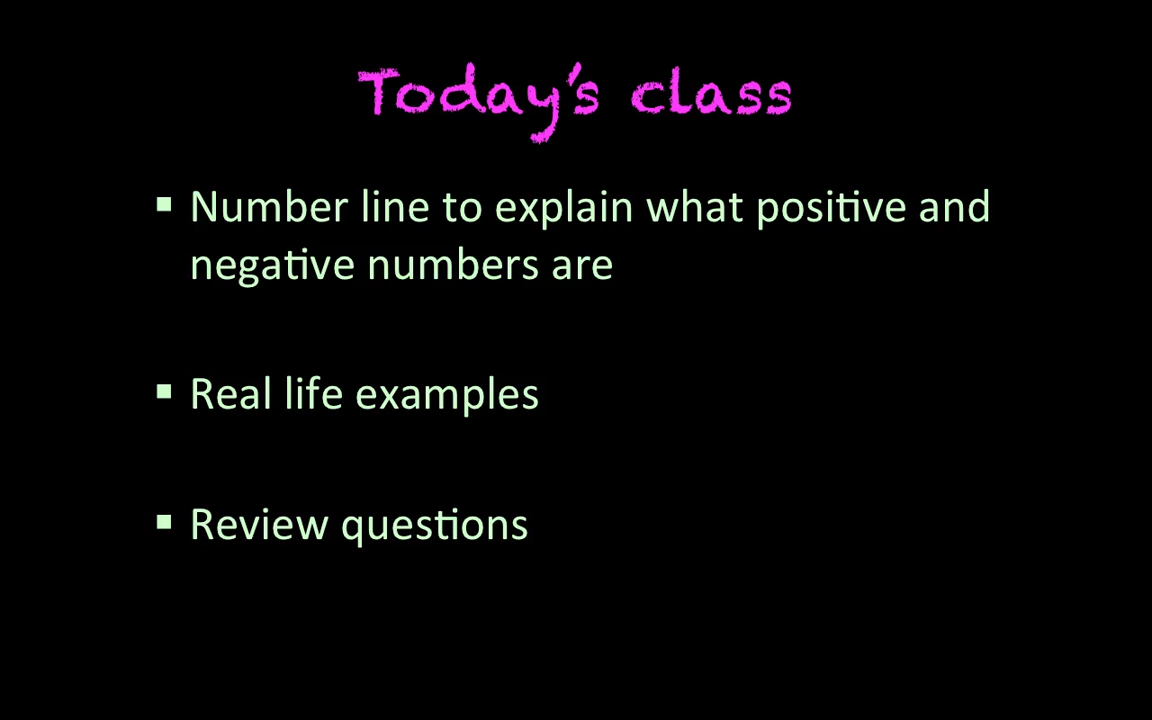 Today's class
▪ Number line to explain what positive and
negative numbers are
▪ Real life examples
▪ Review questions